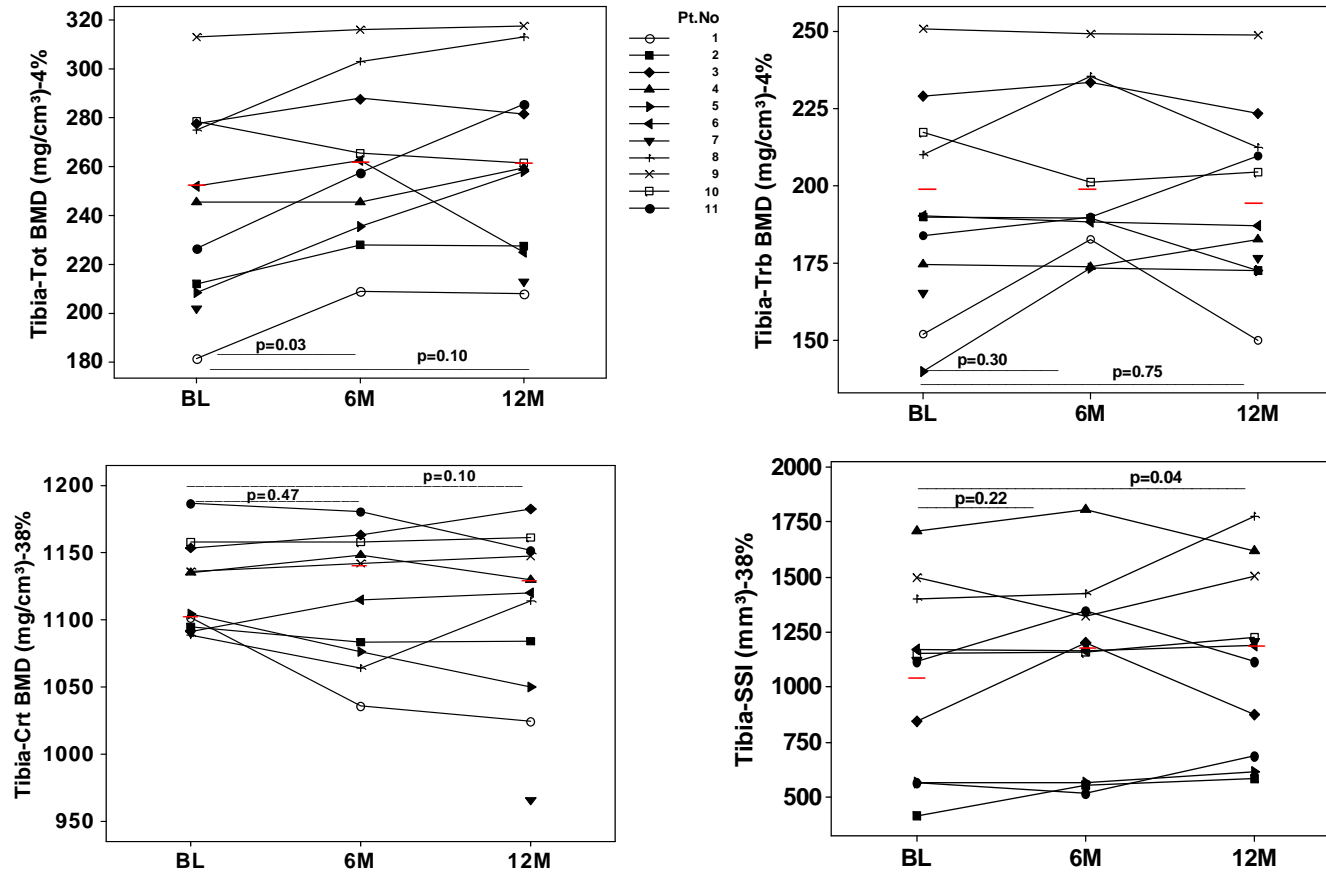 Tibia-Tot BMD (mg/cm³)-4%
320
300
280
260
240
220
200
180
p=0.03
p=0.10
BL 6M 12M
Pt.No
1
2
3
4
5
6
7
8
9
10
11
Tibia-Trb BMD (mg/cm³)-4%
250
225
200
175
150
p=0.30
p=0.75
BL 6M 12M
Tibia-Crt BMD (mg/cm³)-38%
1200
1150
1100
1050
1000
950
p=0.10
p=0.47
BL 6M 12M
Tibia-SSI (mm³)-38%
2000
1750
1500
1250
1000
750
500
p=0.04
p=0.22
BL 6M 12M